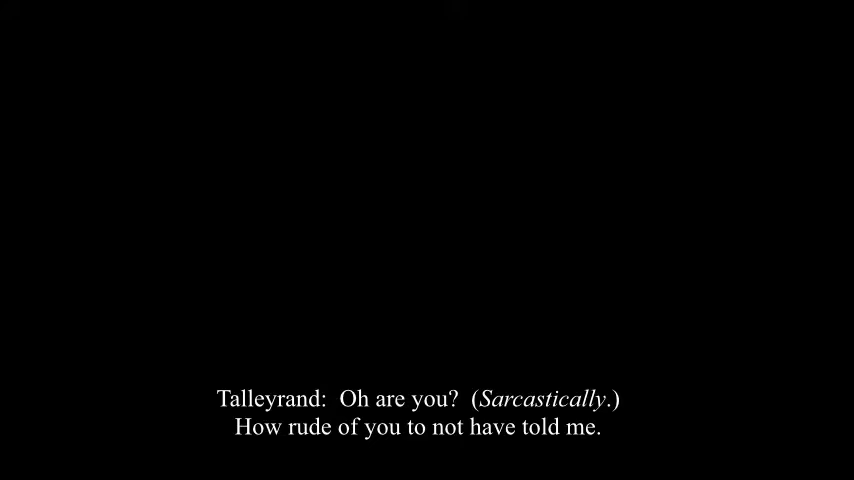 Talleyrand:  Oh are you?  (Sarcastically.)
How rude of you to not have told me.